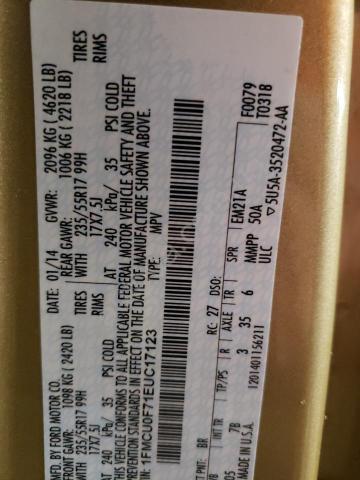 MFD. BY FORD MOTOR CO.
DATE: 01/14 GVWR: 2096 KG ( 4620 LB)
FRONT GAWR: 1098 KG (2420 LB) REAR GAWR: 1006 KG (2218 LB)
235/55R17 99H TIRES 235/55R17 99H TIRES
17X7.5J RIMS 17X7.5J RIMS
AT 240 kPa/ 35 PSI COLD AT 240 kPa/ 35 PSI COLD
THIS VEHICLE CONFORMS TO ALL APPLICABLE FEDERAL MOTOR VEHICLE SAFETY AND THEFT
PREVENTION STANDARDS IN EFFECT ON THE DATE OF MANUFACTURE SHOWN ABOVE.
1FMCU0F71EUC17123
TYPE: MPV
F0079
T0318
EXT PNT: BR RC: 27 DSO:
INT TR TP/PS R AXLE TR SPR EM21A
7B 3 35 6 MMPP 50A
ULC
MADE IN U.S.A. 1201401156211
▽5U5A-3520472-AA